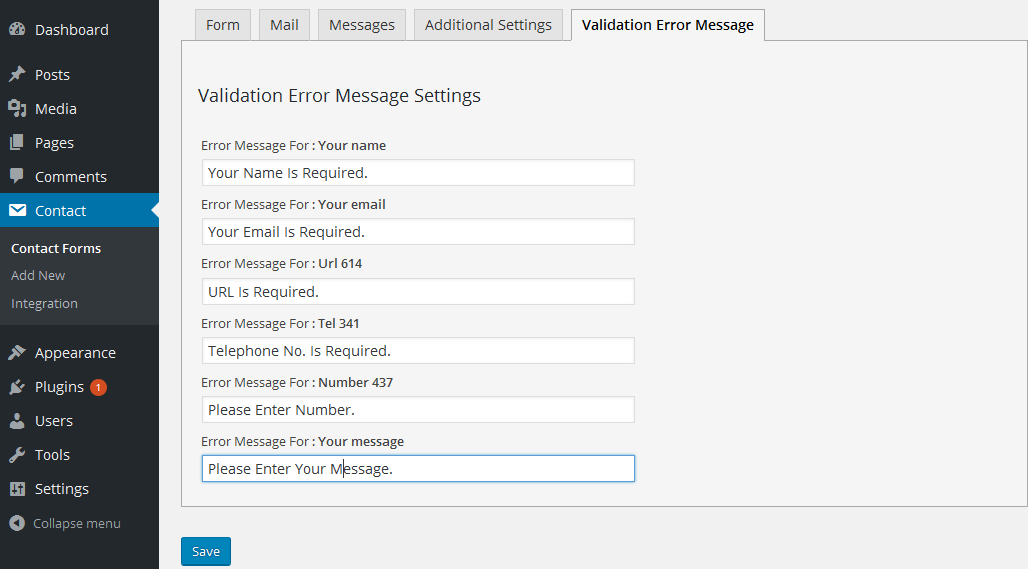 Dashboard
Posts
Media
Pages
Comments
Contact
Contact Forms
Add New
Integration
Appearance
Plugins 1
Users
Tools
Settings
Collapse menu
Form Mail Messages Additional Settings Validation Error Message
Validation Error Message Settings
Error Message For : Your name
Your Name Is Required.
Error Message For : Your email
Your Email Is Required.
Error Message For : Url 614
URL Is Required.
Error Message For : Tel 341
Telephone No. Is Required.
Error Message For : Number 437
Please Enter Number.
Error Message For : Your message
Please Enter Your Message.
Save